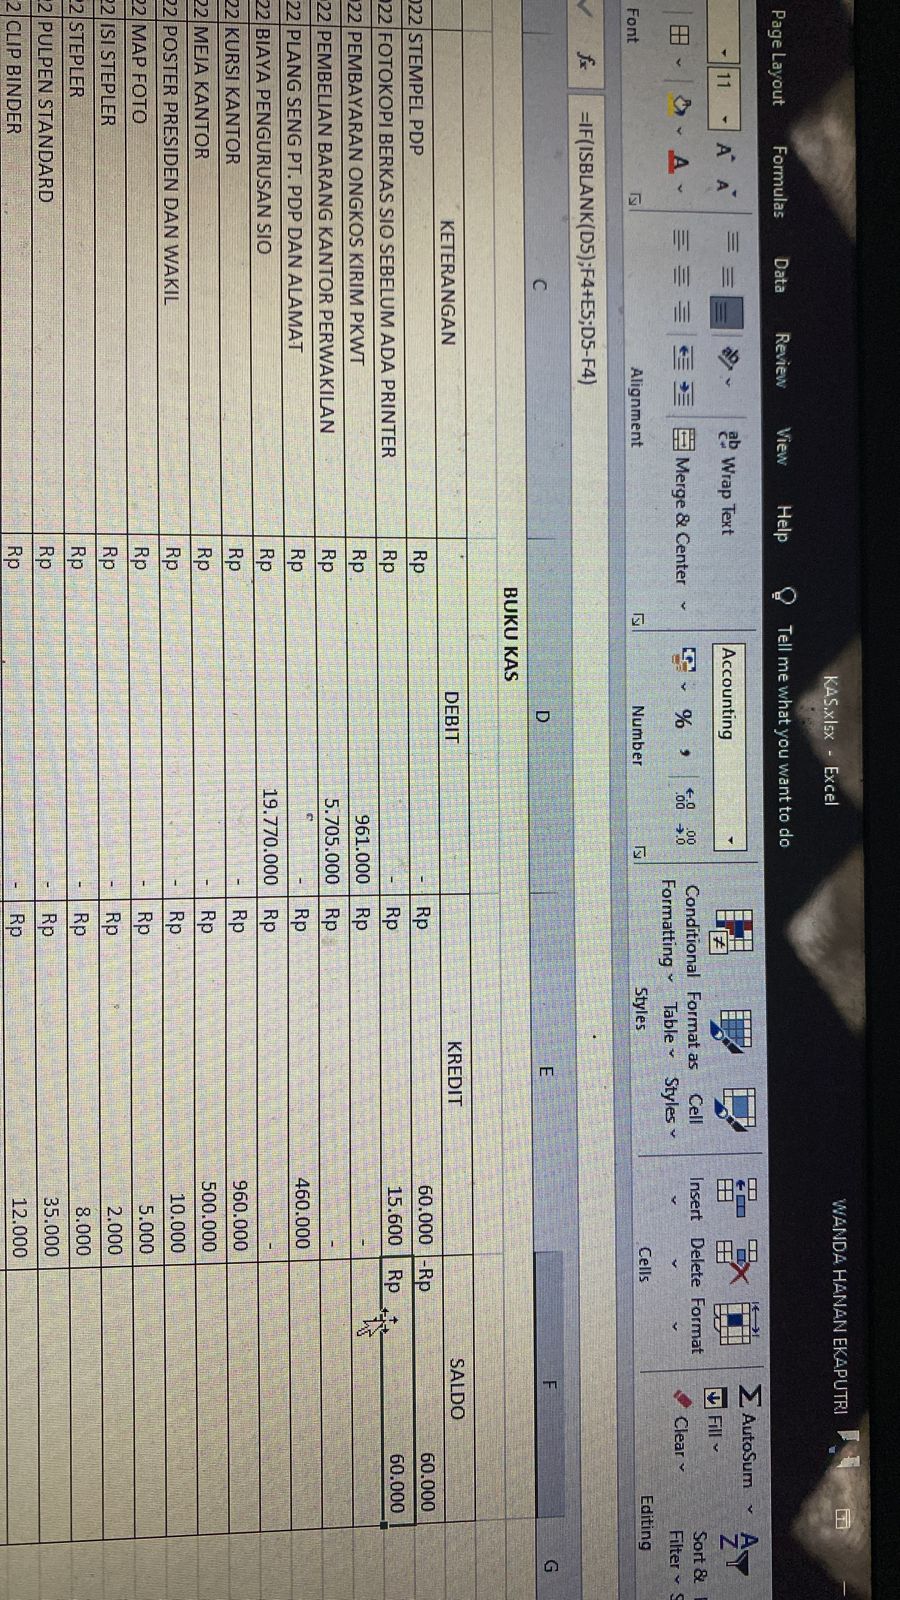 KAS.xlsx - Excel
WANDA HANAN EKAPUTRI
Page Layout Formulas Data Review View Help Tell me what you want to do
11 A A ab Wrap Text Accounting AutoSum
Conditional Format as Cell Insert Delete Format Fill
A Merge & Center % , Formatting Table Styles Clear Sort &
Filter
Font Alignment Number Styles Cells Editing
fx =IF(ISBLANK(D5);F4+E5;D5-F4)
C D E F G
BUKU KAS
KETERANGAN DEBIT KREDIT SALDO
022 STEMPEL PDP Rp - Rp 60.000 -Rp 60.000
022 FOTOKOPI BERKAS SIO SEBELUM ADA PRINTER Rp - Rp 15.600 Rp 60.000
022 PEMBAYARAN ONGKOS KIRIM PKWT Rp 961.000 Rp -
022 PEMBELIAN BARANG KANTOR PERWAKILAN Rp 5.705.000 Rp -
22 PLANG SENG PT. PDP DAN ALAMAT Rp - Rp 460.000
22 BIAYA PENGURUSAN SIO Rp 19.770.000 Rp -
22 KURSI KANTOR Rp - Rp 960.000
22 MEJA KANTOR Rp - Rp 500.000
22 POSTER PRESIDEN DAN WAKIL Rp - Rp 10.000
22 MAP FOTO Rp - Rp 5.000
22 ISI STEPLER Rp - Rp 2.000
22 STEPLER Rp - Rp 8.000
22 PULPEN STANDARD Rp - Rp 35.000
2 CLIP BINDER Rp - Rp 12.000